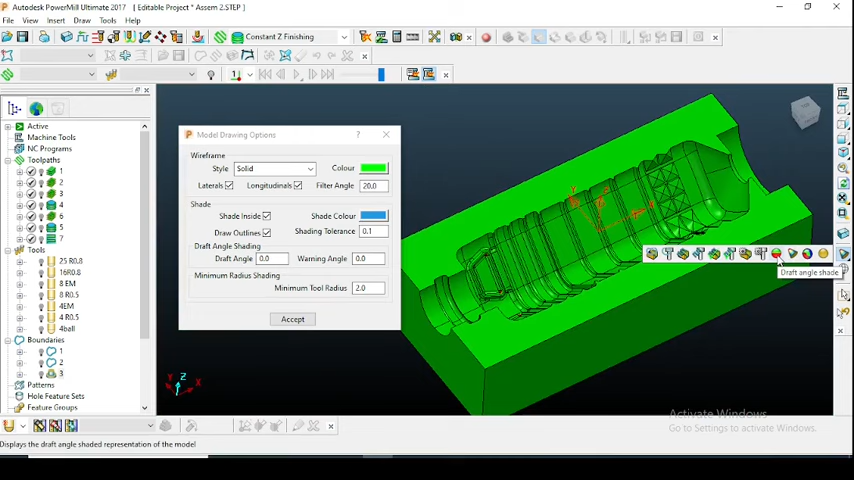 Autodesk PowerMill Ultimate 2017 [ Editable Project * Assem 2.STEP ]
File View Insert Draw Tools Help
Constant Z Finishing
1
Active
Machine Tools
NC Programs
Toolpaths
1
2
3
4
6
5
7
Tools
25 R0.8
16R0.8
8 EM
8 R0.5
4EM
4 R0.5
4ball
Boundaries
1
2
3
Patterns
Hole Feature Sets
Feature Groups
Model Drawing Options
Wireframe
Style Solid Colour
Laterals Longitudinals Filter Angle 20.0
Shade
Shade Inside Shade Colour
Draw Outlines Shading Tolerance 0.1
Draft Angle Shading
Draft Angle 0.0 Warning Angle 0.0
Minimum Radius Shading
Minimum Tool Radius 2.0
Accept
Draft angle shade
Z
Y
X
Activate Windows
Go to Settings to activate Windows.
Displays the draft angle shaded representation of the model